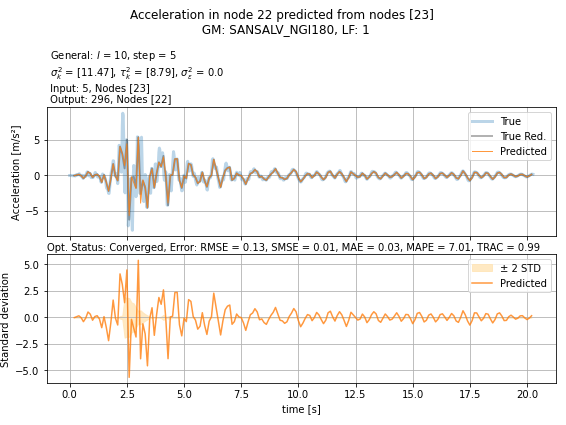 Acceleration in node 22 predicted from nodes [23]
GM: SANSALV_NGI180, LF: 1
General: l = 10, step = 5
σ²ₖ = [11.47], τ²ₖ = [8.79], σ²_ε = 0.0
Input: 5, Nodes [23]
Output: 296, Nodes [22]
Acceleration [m/s²]
5
0
−5
True
True Red.
Predicted
Opt. Status: Converged, Error: RMSE = 0.13, SMSE = 0.01, MAE = 0.03, MAPE = 7.01, TRAC = 0.99
Standard deviation
5.0
2.5
0.0
−2.5
−5.0
± 2 STD
Predicted
0.0 2.5 5.0 7.5 10.0 12.5 15.0 17.5 20.0
time [s]